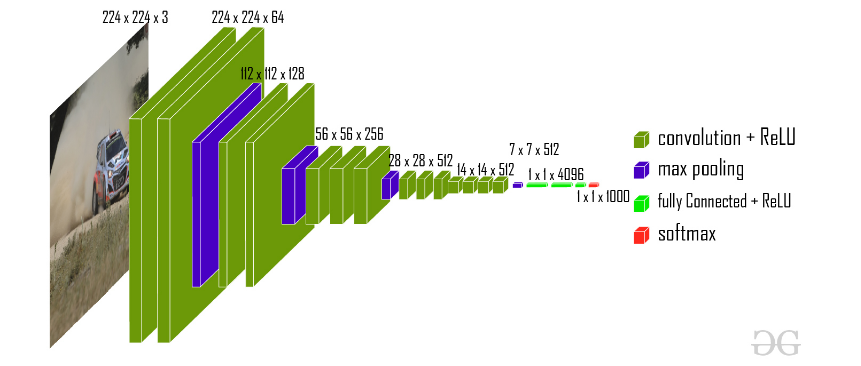 224 x 224 x 3
224 x 224 x 64
112 x 112 x 128
56 x 56 x 256
28 x 28 x 512
14 x 14 x 512
7 x 7 x 512
1 x 1 x 4096
1 x 1 x 1000
convolution + ReLU
max pooling
fully Connected + ReLU
softmax